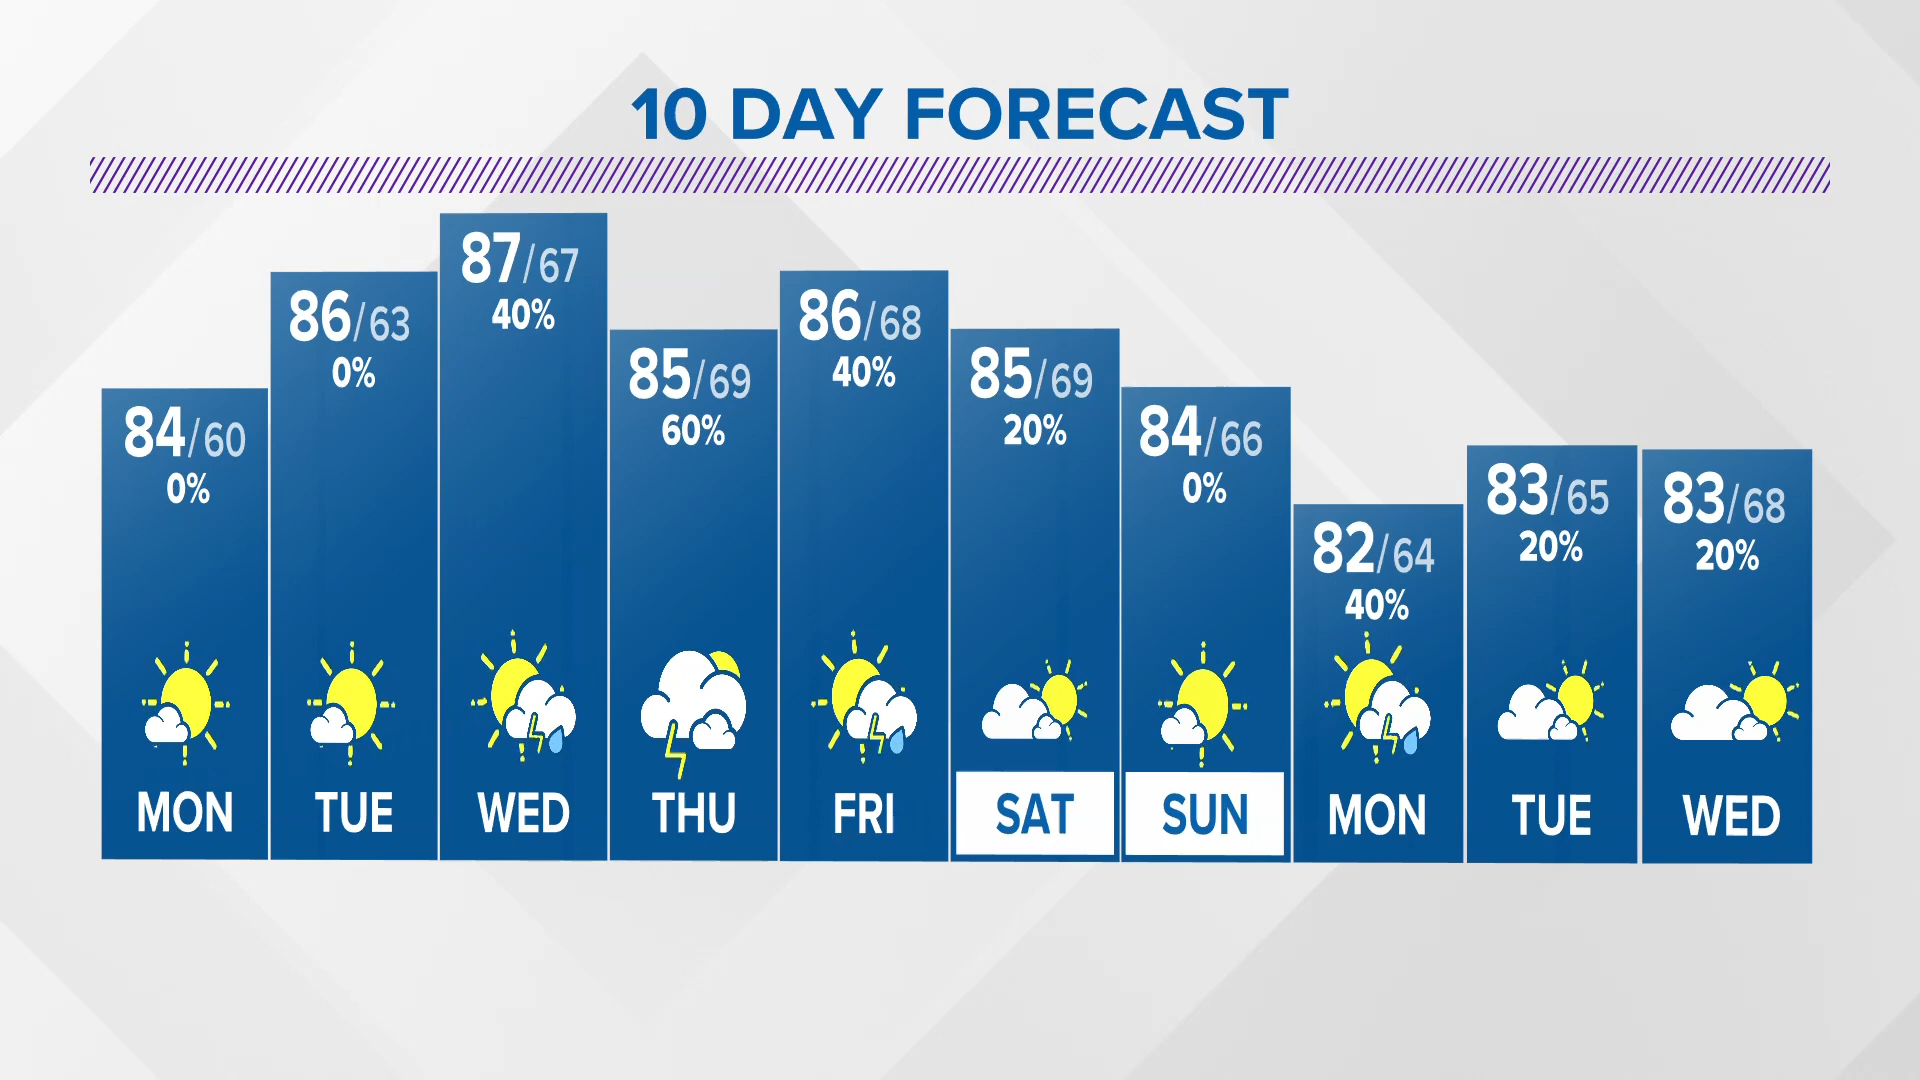 10 DAY FORECAST
84/60
0%
MON
86/63
0%
TUE
87/67
40%
WED
85/69
60%
THU
86/68
40%
FRI
85/69
20%
SAT
84/66
0%
SUN
82/64
40%
MON
83/65
20%
TUE
83/68
20%
WED